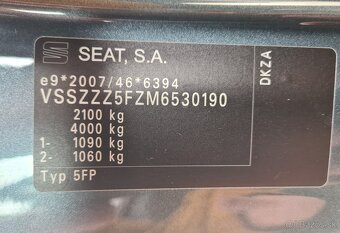 SEAT, S.A.
e9*2007/46*6394
VSSZZZ5FZM6530190
2100 kg
4000 kg
1- 1090 kg
2- 1060 kg
Typ 5FP
DKZA